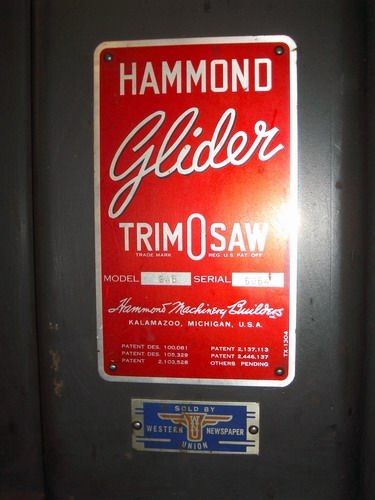 HAMMOND
Glider
TRIMOSAW
TRADE MARK REG. U.S. PAT. OFF.
MODEL SERIAL
Hammond Machinery Builders
KALAMAZOO, MICHIGAN, U.S.A.
PATENT DES. 100,061 PATENT 2,137,113
PATENT DES. 105,329 PATENT 2,446,137
PATENT 2,103,528 OTHERS PENDING
TX-1304
SOLD BY
WESTERN NEWSPAPER
UNION